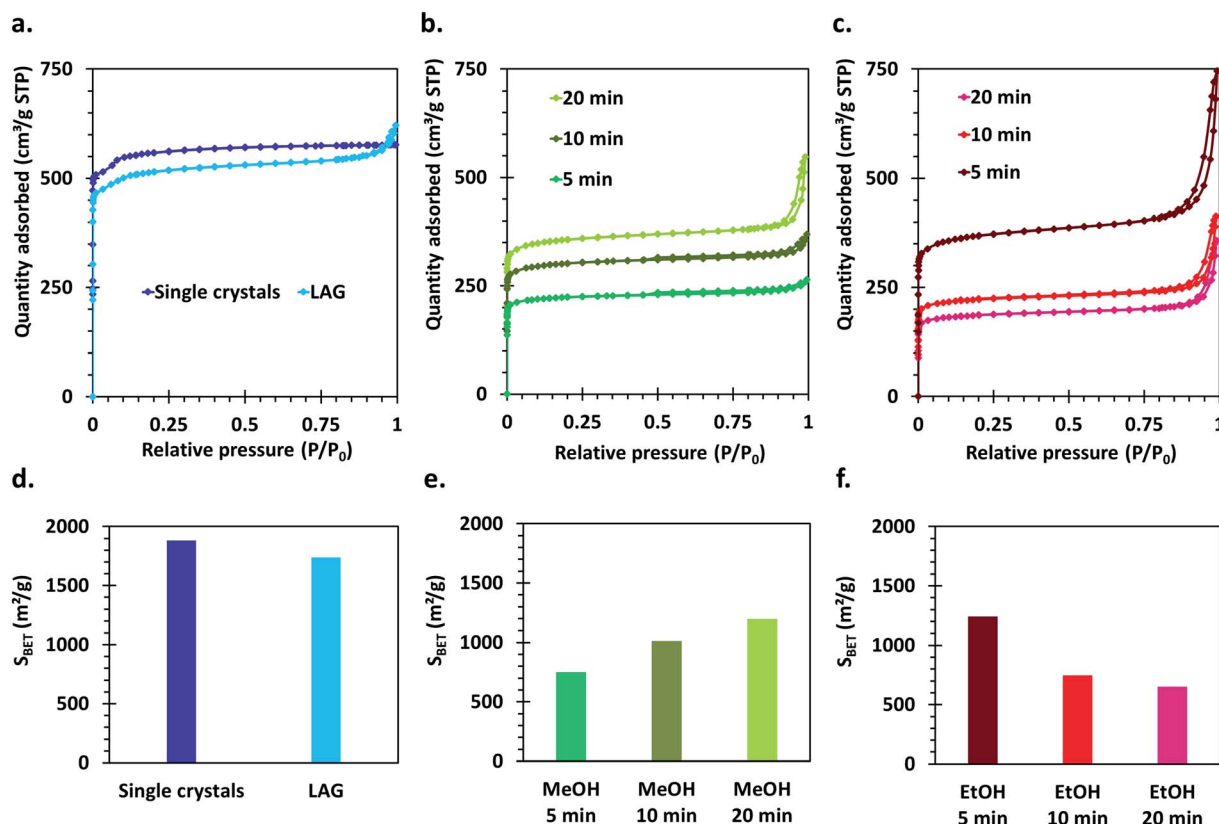 a.
Quantity adsorbed (cm³/g STP)
750
500
250
0
Single crystals
LAG
0
0.25
0.5
0.75
1
Relative pressure (P/P₀)
b.
Quantity adsorbed (cm³/g STP)
750
500
250
0
20 min
10 min
5 min
0
0.25
0.5
0.75
1
Relative pressure (P/P₀)
c.
Quantity adsorbed (cm³/g STP)
750
500
250
0
20 min
10 min
5 min
0
0.25
0.5
0.75
1
Relative pressure (P/P₀)
d.
S_BET (m²/g)
2000
1500
1000
500
0
Single crystals
LAG
e.
S_BET (m²/g)
2000
1500
1000
500
0
MeOH
5 min
MeOH
10 min
MeOH
20 min
f.
S_BET (m²/g)
2000
1500
1000
500
0
EtOH
5 min
EtOH
10 min
EtOH
20 min